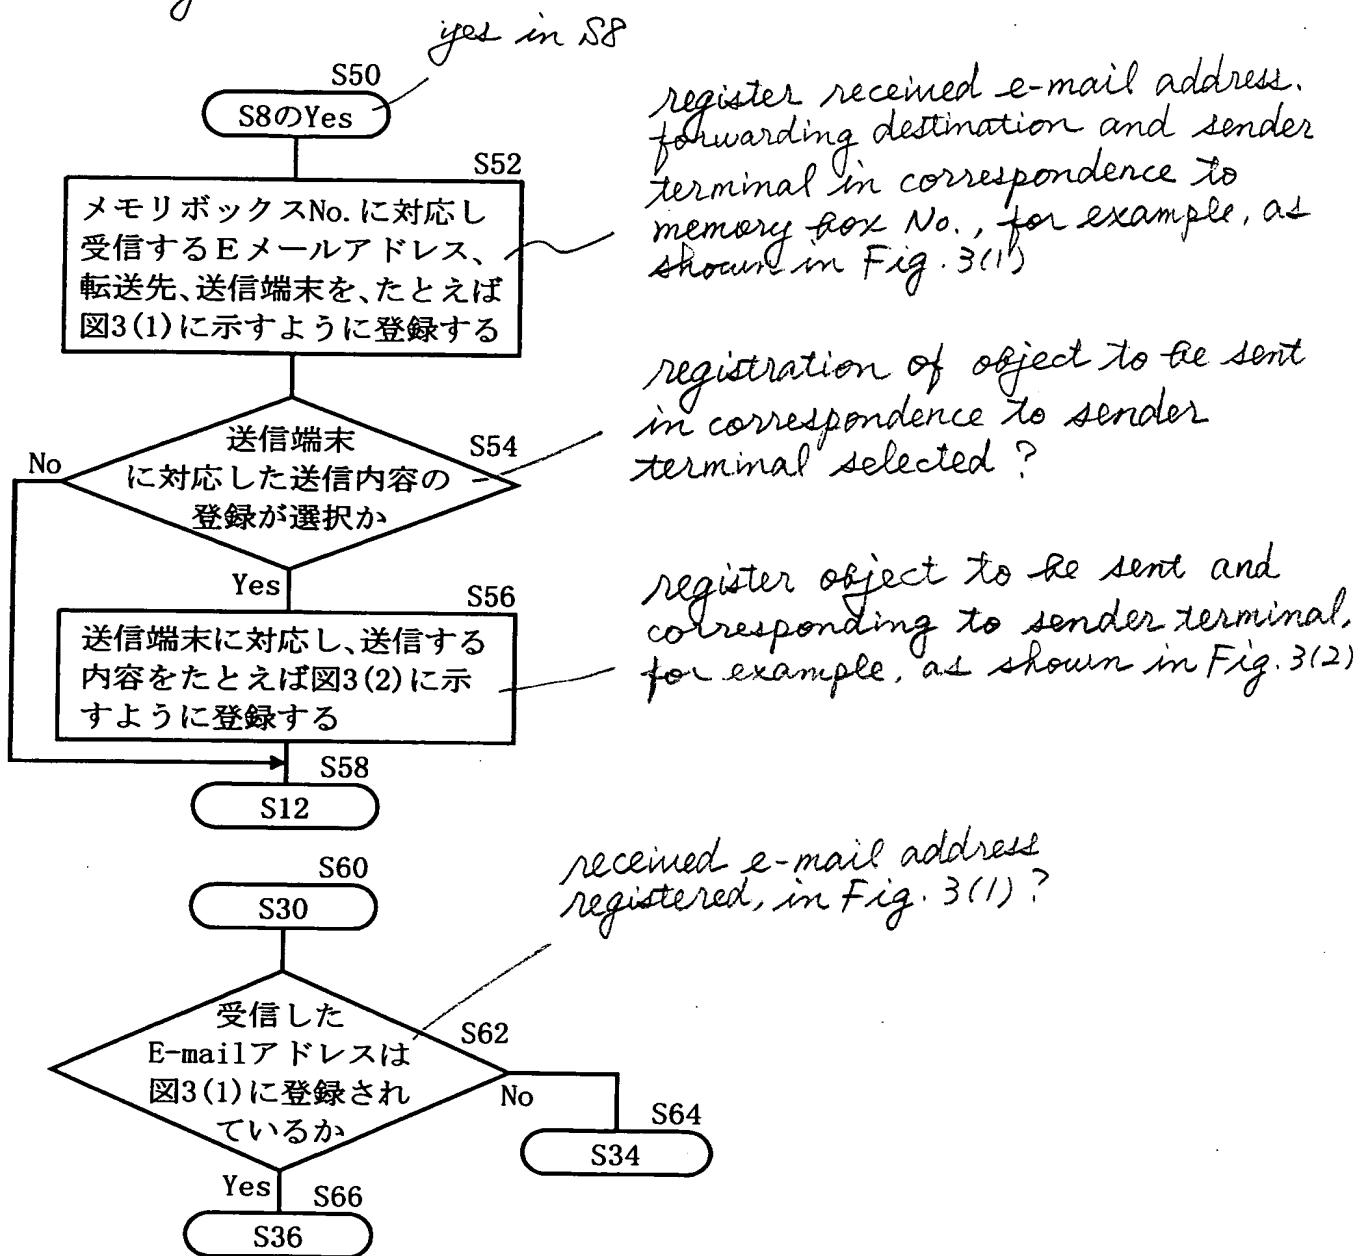 yes in S8
S50
S8のYes
S52
メモリボックスNo.に対応し
受信するEメールアドレス、
転送先、送信端末を、たとえば
図3(1)に示すように登録する
register received e-mail address.
forwarding destination and sender
terminal in correspondence to
memory box No., for example, as
shown in Fig. 3(1)
送信端末
に対応した送信内容の
登録が選択か
S54
No
registration of object to be sent
in correspondence to sender
terminal selected?
Yes
S56
送信端末に対応し、送信する
内容をたとえば図3(2)に示
すように登録する
register object to be sent and
corresponding to sender terminal,
for example, as shown in Fig. 3(2)
S58
S12
S60
S30
受信した
E-mailアドレスは
図3(1)に登録され
ているか
S62
received e-mail address
registered, in Fig. 3(1)?
No
S64
S34
Yes
S66
S36